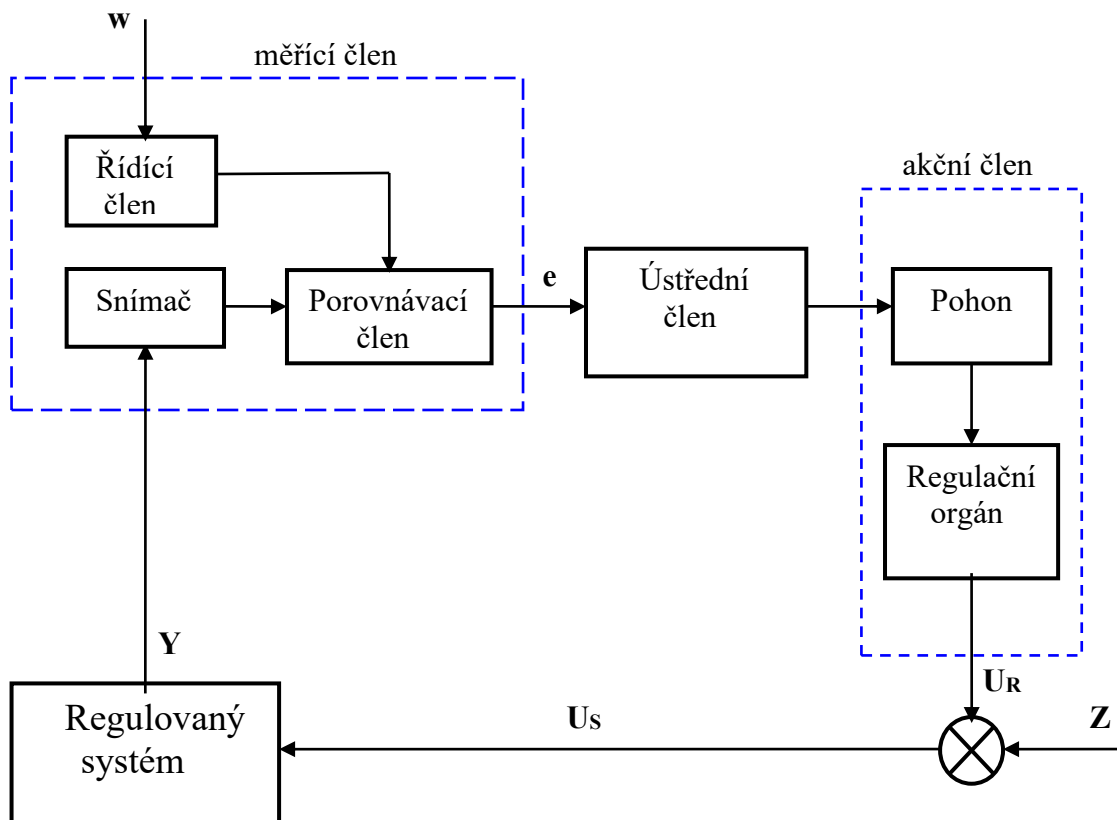 w
měřící člen
Řídící
člen
akční člen
Snímač
Porovnávací
člen
e
Ústřední
člen
Pohon
Regulační
orgán
Y
UR
US
Z
Regulovaný
systém